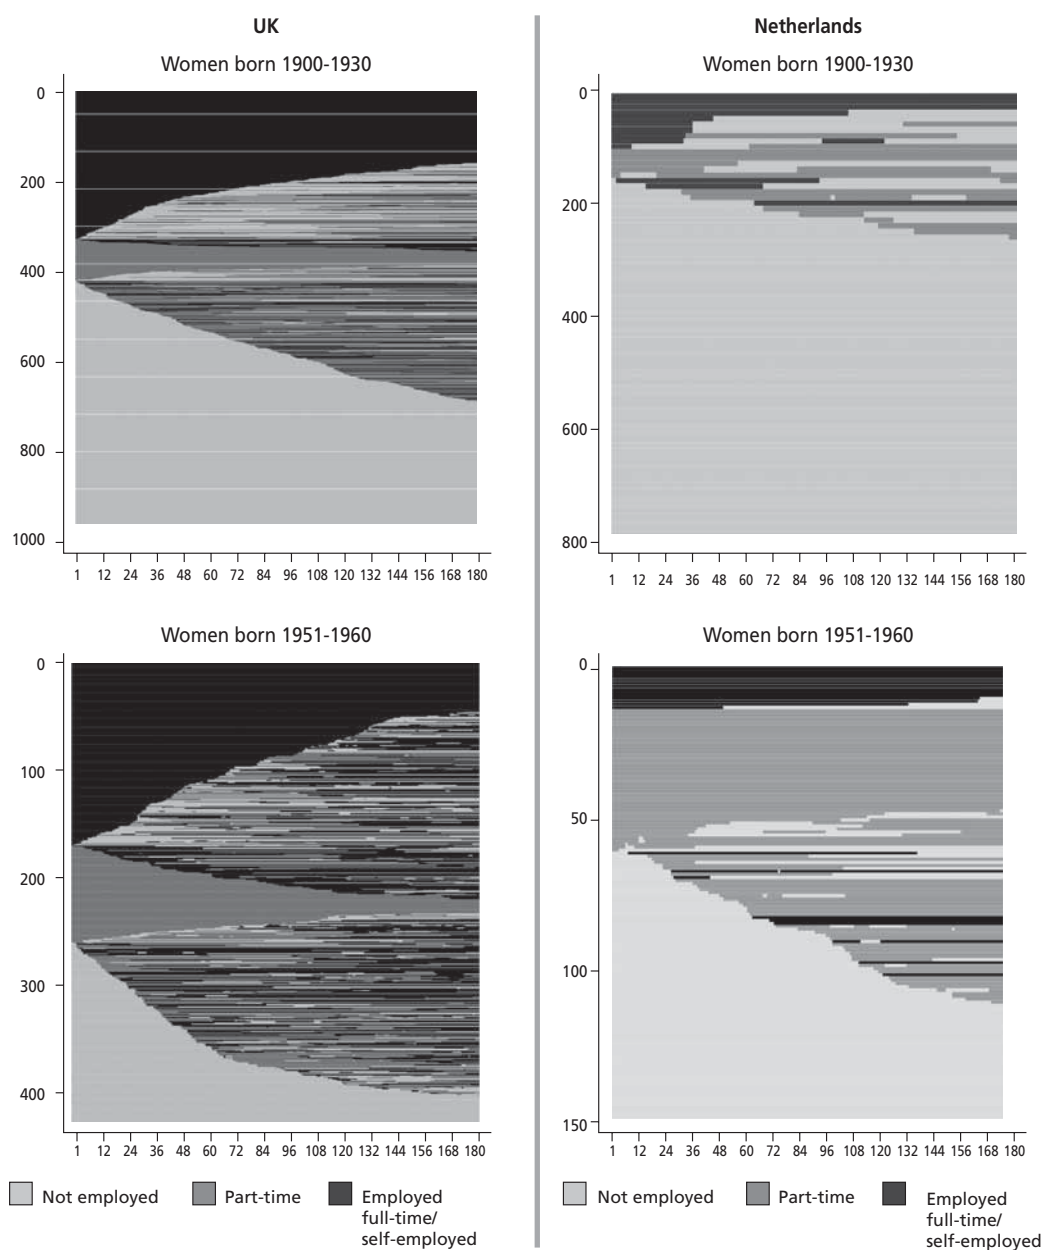 UK
Women born 1900-1930
0
200
400
600
800
1000
1 12 24 36 48 60 72 84 96 108 120 132 144 156 168 180
Women born 1951-1960
0
100
200
300
400
1 12 24 36 48 60 72 84 96 108 120 132 144 156 168 180
Not employed
Part-time
Employed
full-time/
self-employed
Netherlands
Women born 1900-1930
0
200
400
600
800
1 12 24 36 48 60 72 84 96 108 120 132 144 156 168 180
Women born 1951-1960
0
50
100
150
1 12 24 36 48 60 72 84 96 108 120 132 144 156 168 180
Not employed
Part-time
Employed
full-time/
self-employed